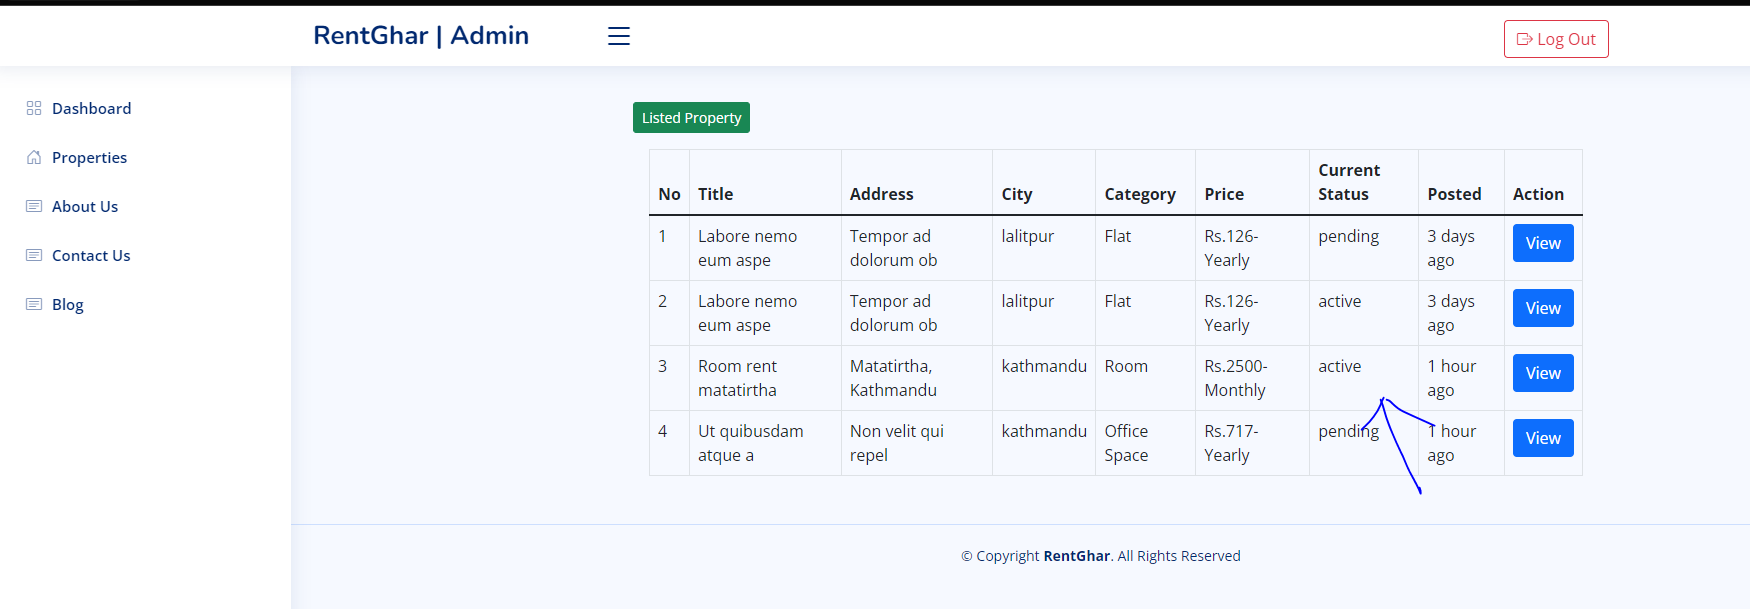 RentGhar | Admin
Log Out
Dashboard
Properties
About Us
Contact Us
Blog
Listed Property
No Title Address City Category Price Current Status Posted Action
1 Labore nemo eum aspe Tempor ad dolorum ob lalitpur Flat Rs.126-Yearly pending 3 days ago View
2 Labore nemo eum aspe Tempor ad dolorum ob lalitpur Flat Rs.126-Yearly active 3 days ago View
3 Room rent matatirtha Matatirtha, Kathmandu kathmandu Room Rs.2500-Monthly active 1 hour ago View
4 Ut quibusdam atque a Non velit qui repel kathmandu Office Space Rs.717-Yearly pending 1 hour ago View
© Copyright RentGhar. All Rights Reserved